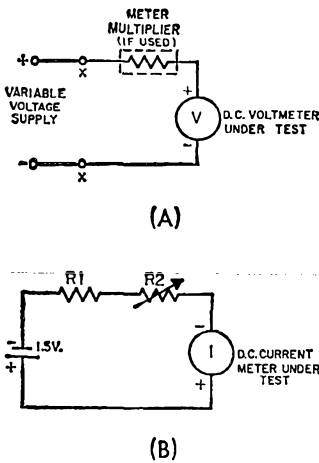 METER
MULTIPLIER
(IF USED)
+
X
VARIABLE
VOLTAGE
SUPPLY
+
V
D.C. VOLTMETER
UNDER TEST
-
-
X
(A)
R1
R2
-
1.5V.
+
-
I
D.C. CURRENT
METER UNDER
TEST
+
(B)